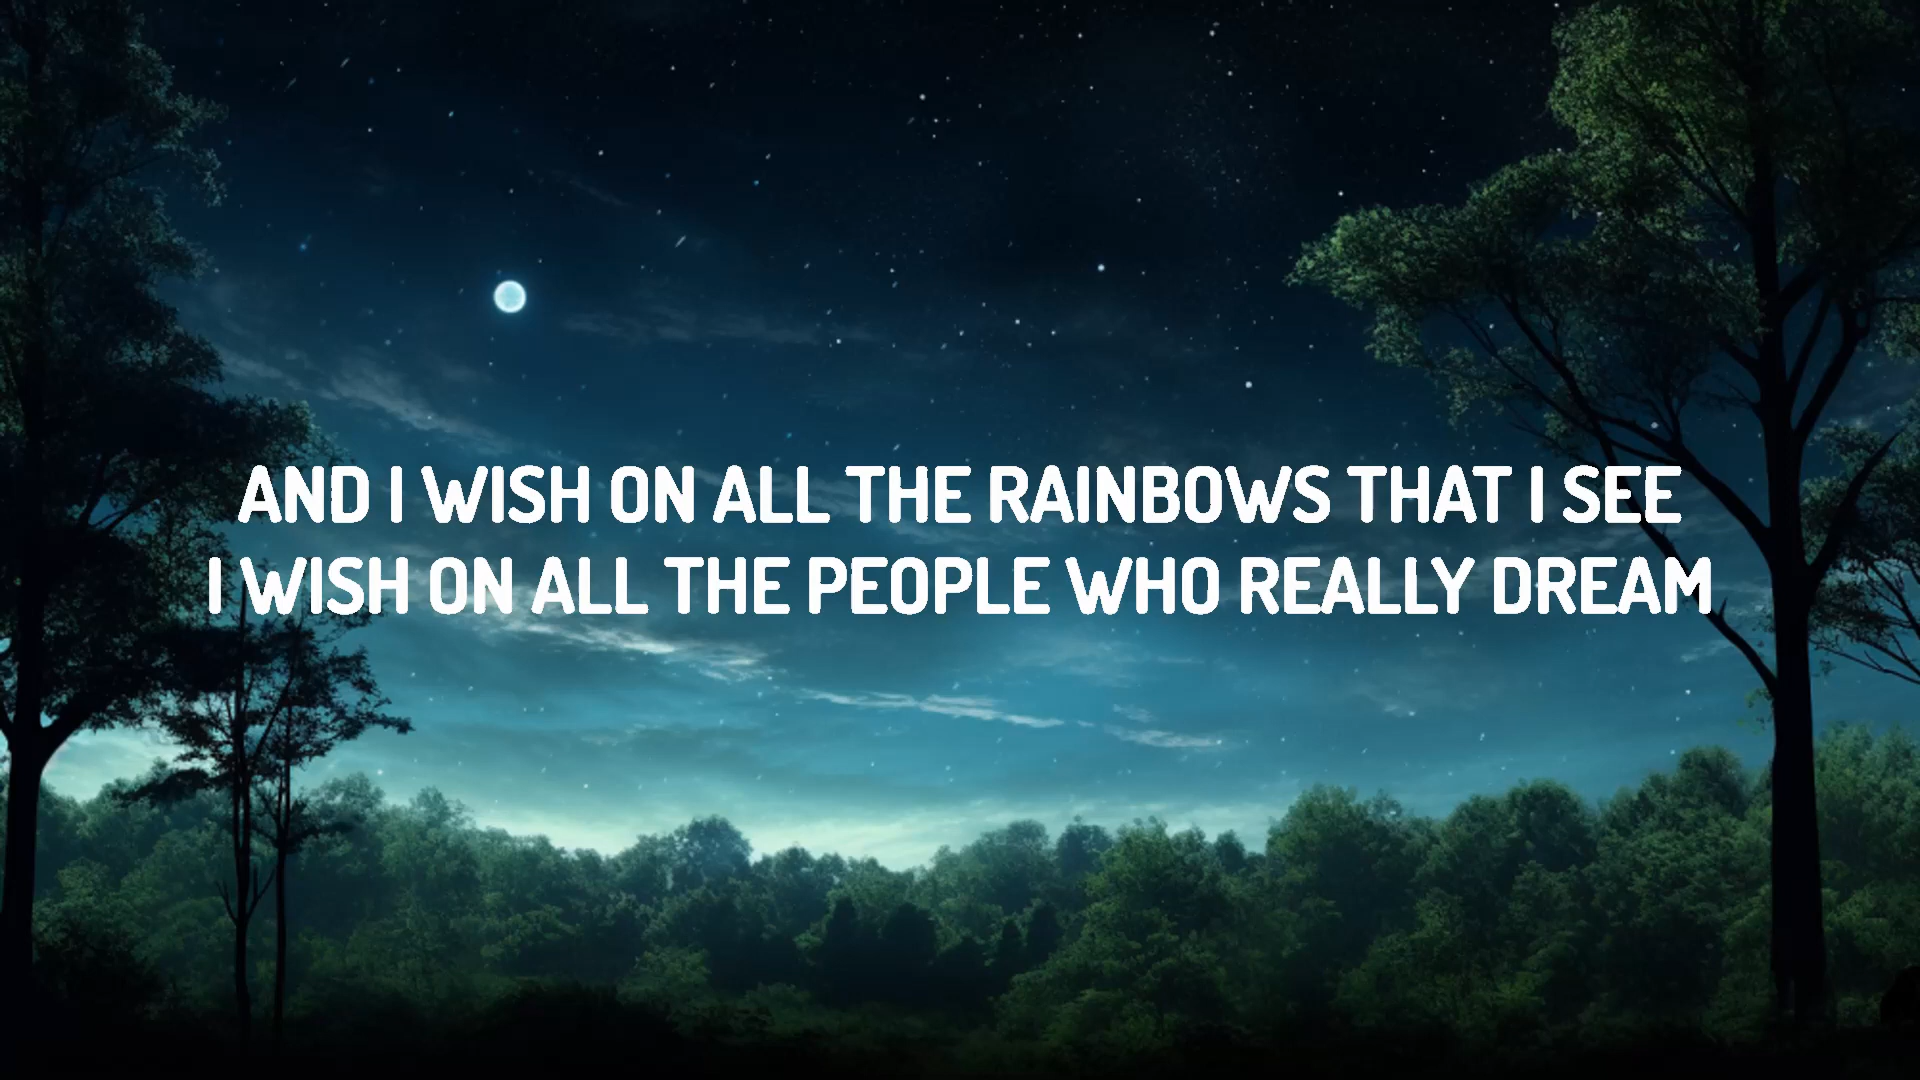 AND I WISH ON ALL THE RAINBOWS THAT I SEE
I WISH ON ALL THE PEOPLE WHO REALLY DREAM